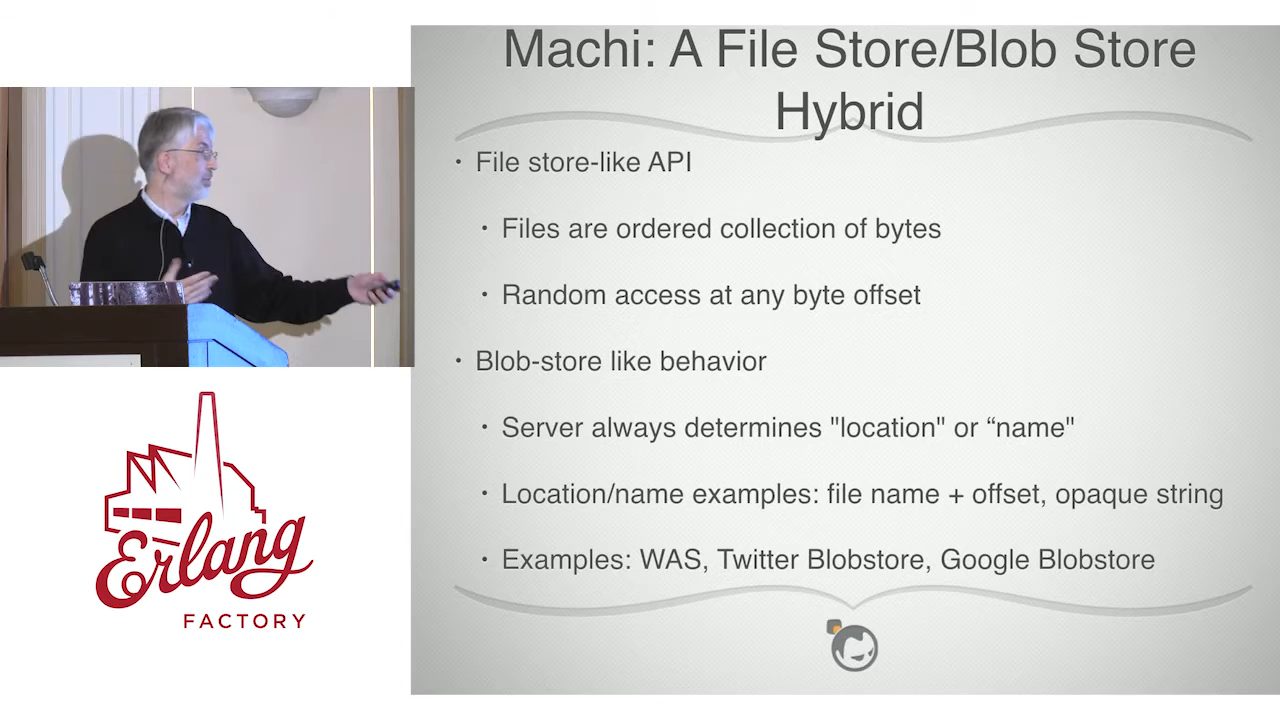 Machi: A File Store/Blob Store
Hybrid
• File store-like API
• Files are ordered collection of bytes
• Random access at any byte offset
• Blob-store like behavior
• Server always determines "location" or “name"
• Location/name examples: file name + offset, opaque string
• Examples: WAS, Twitter Blobstore, Google Blobstore
Erlang
FACTORY